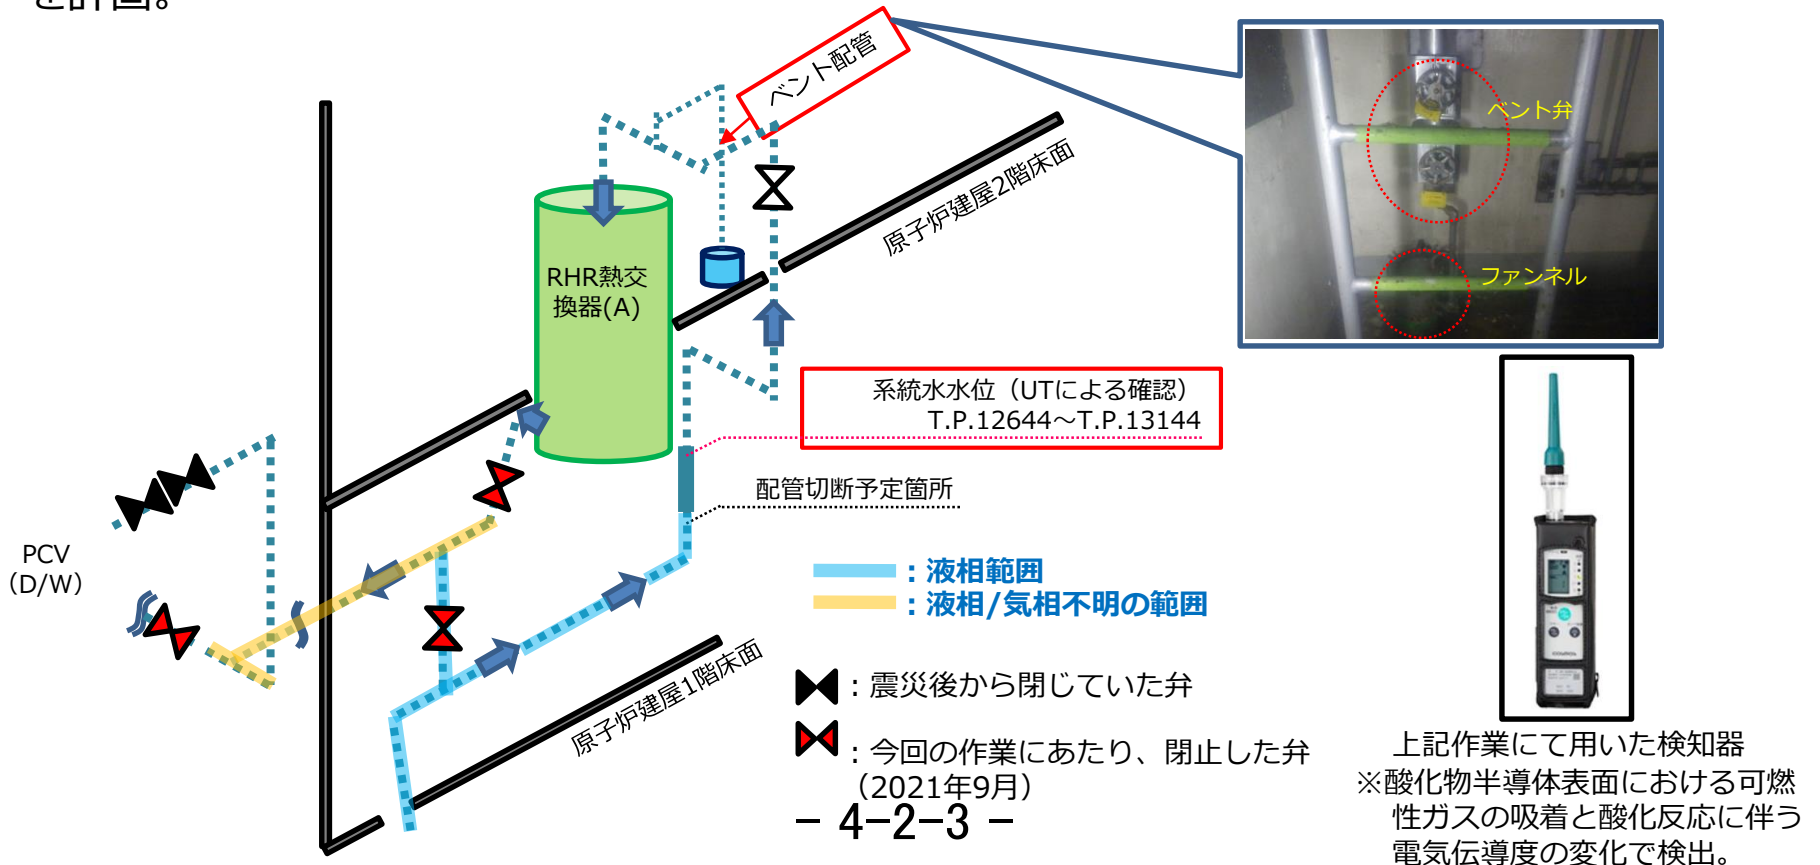 を計画。
ベント配管
ベント弁
ファンネル
原子炉建屋2階床面
RHR熱交
換器(A)
系統水水位（UTによる確認）
T.P.12644～T.P.13144
配管切断予定箇所
PCV
（D/W）
：液相範囲
：液相/気相不明の範囲
原子炉建屋1階床面
：震災後から閉じていた弁
：今回の作業にあたり、閉止した弁
（2021年9月）
上記作業にて用いた検知器
※酸化物半導体表面における可燃
性ガスの吸着と酸化反応に伴う
電気伝導度の変化で検出。
- 4-2-3 -